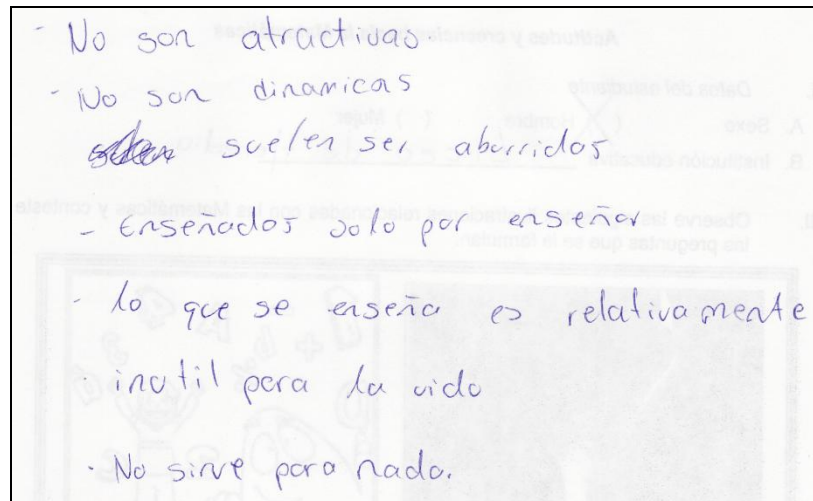 - No son atractivas
- No son dinamicas
suelen ser aburridos
- Enseñados solo por enseñar
- lo que se enseña es relativamente
- inutil para la vida
- No sirve para nada.